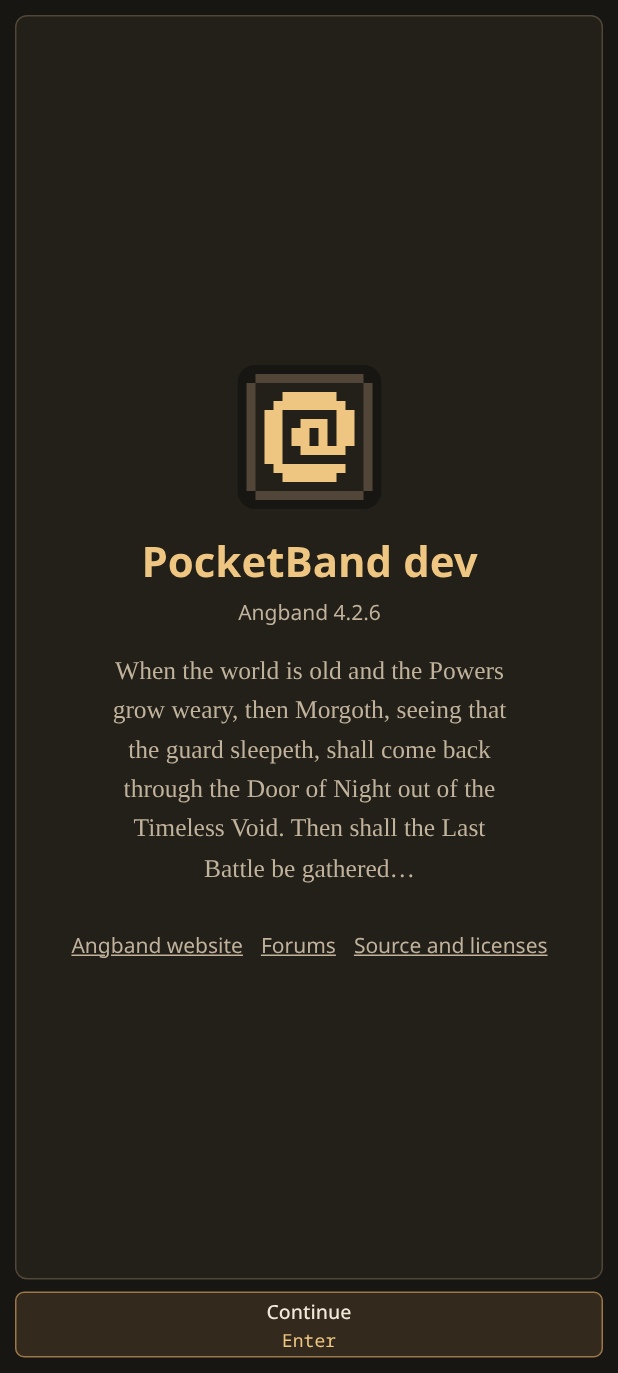 @
PocketBand dev
Angband 4.2.6
When the world is old and the Powers
grow weary, then Morgoth, seeing that
the guard sleepeth, shall come back
through the Door of Night out of the
Timeless Void. Then shall the Last
Battle be gathered…
Angband website Forums Source and licenses
Continue
Enter